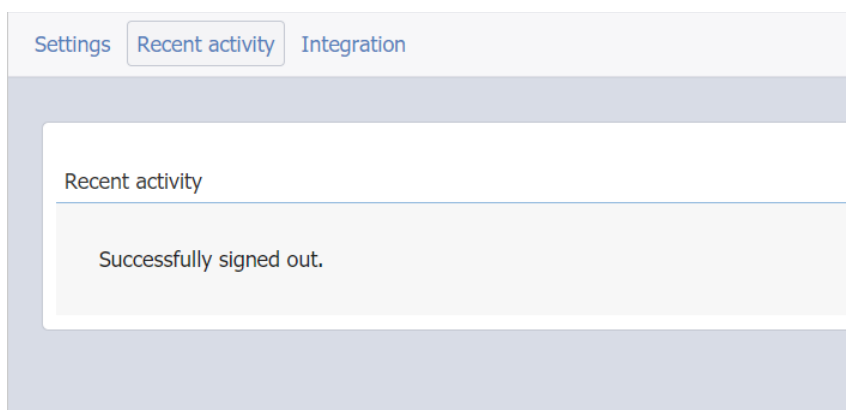 Settings Recent activity Integration
Recent activity
Successfully signed out.